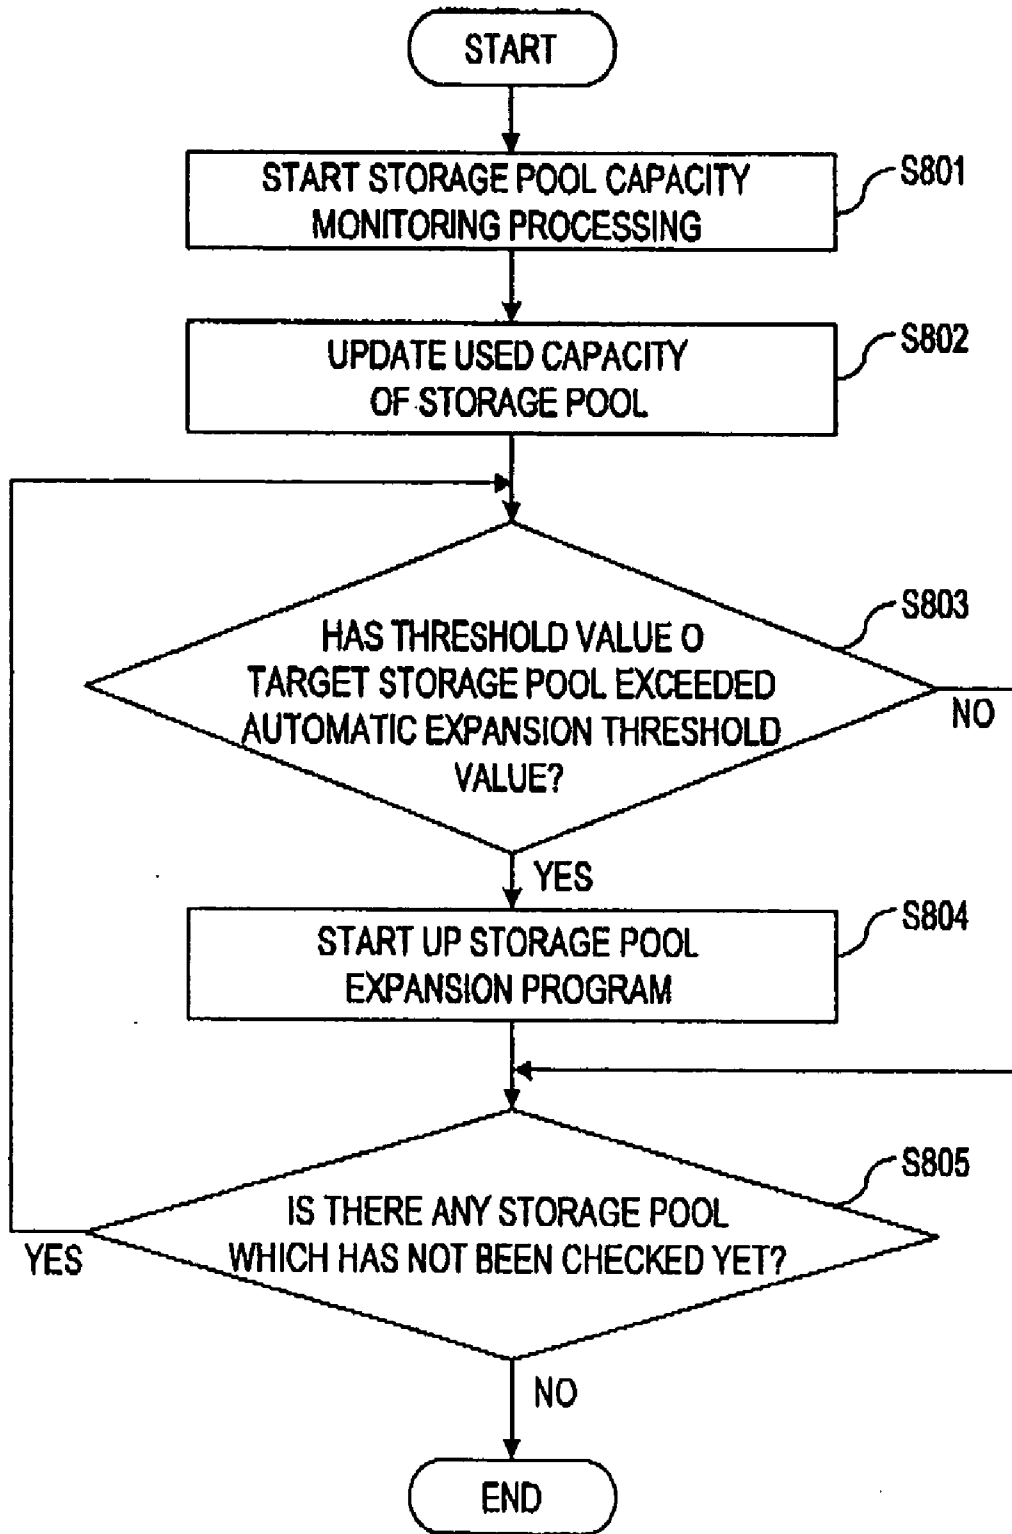 START
START STORAGE POOL CAPACITY
MONITORING PROCESSING
S801
UPDATE USED CAPACITY
OF STORAGE POOL
S802
HAS THRESHOLD VALUE O
TARGET STORAGE POOL EXCEEDED
AUTOMATIC EXPANSION THRESHOLD
VALUE?
S803
NO
YES
START UP STORAGE POOL
EXPANSION PROGRAM
S804
IS THERE ANY STORAGE POOL
WHICH HAS NOT BEEN CHECKED YET?
S805
YES
NO
END